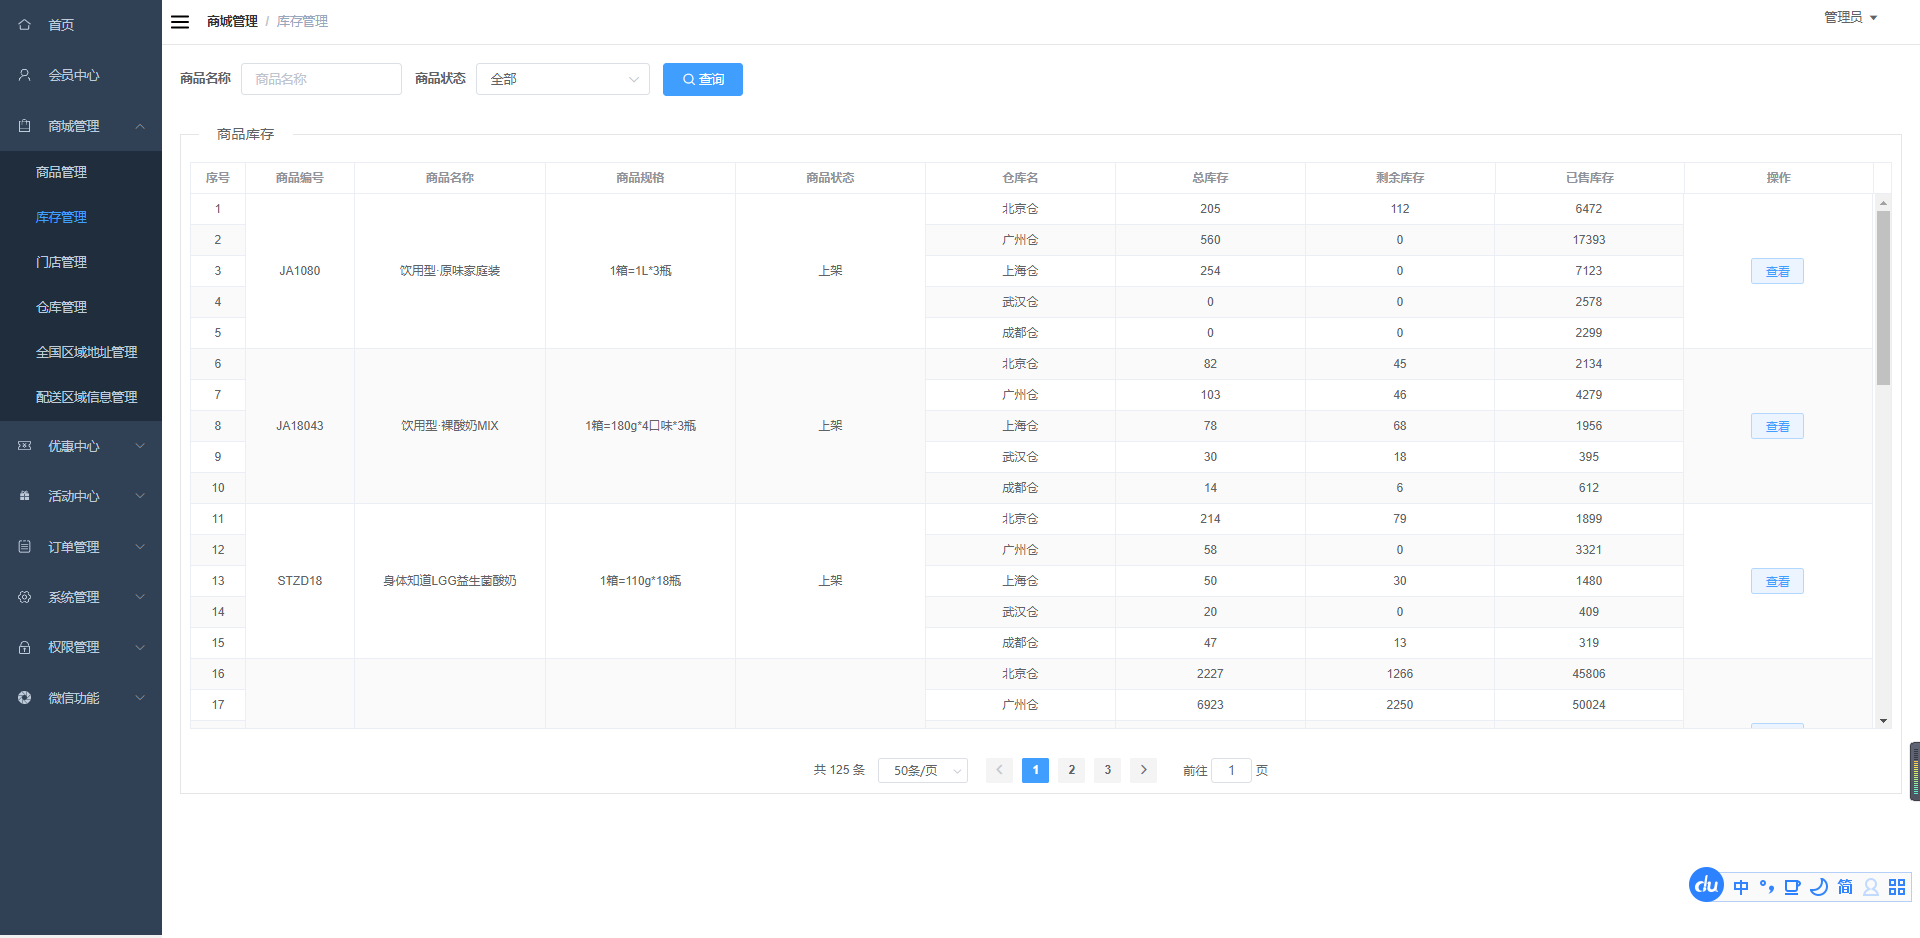 首页
会员中心
商城管理
商品管理
库存管理
门店管理
仓库管理
全国区域地址管理
配送区域信息管理
优惠中心
活动中心
订单管理
系统管理
权限管理
微信功能
商城管理 / 库存管理
管理员
商品名称 商品名称 商品状态 全部 查询
商品库存
序号 商品编号 商品名称 商品规格 商品状态 仓库名 总库存 剩余库存 已售库存 操作
1 北京仓 205 112 6472
2 广州仓 560 0 17393
3 JA1080 饮用型·原味家庭装 1箱=1L*3瓶 上架 上海仓 254 0 7123 查看
4 武汉仓 0 0 2578
5 成都仓 0 0 2299
6 北京仓 82 45 2134
7 广州仓 103 46 4279
8 JA18043 饮用型·裸酸奶MIX 1箱=180g*4口味*3瓶 上架 上海仓 78 68 1956 查看
9 武汉仓 30 18 395
10 成都仓 14 6 612
11 北京仓 214 79 1899
12 广州仓 58 0 3321
13 STZD18 身体知道LGG益生菌酸奶 1箱=110g*18瓶 上架 上海仓 50 30 1480 查看
14 武汉仓 20 0 409
15 成都仓 47 13 319
16 北京仓 2227 1266 45806
17 广州仓 6923 2250 50024
共 125 条 50条/页 1 2 3 前往 1 页
du 中 °, 简